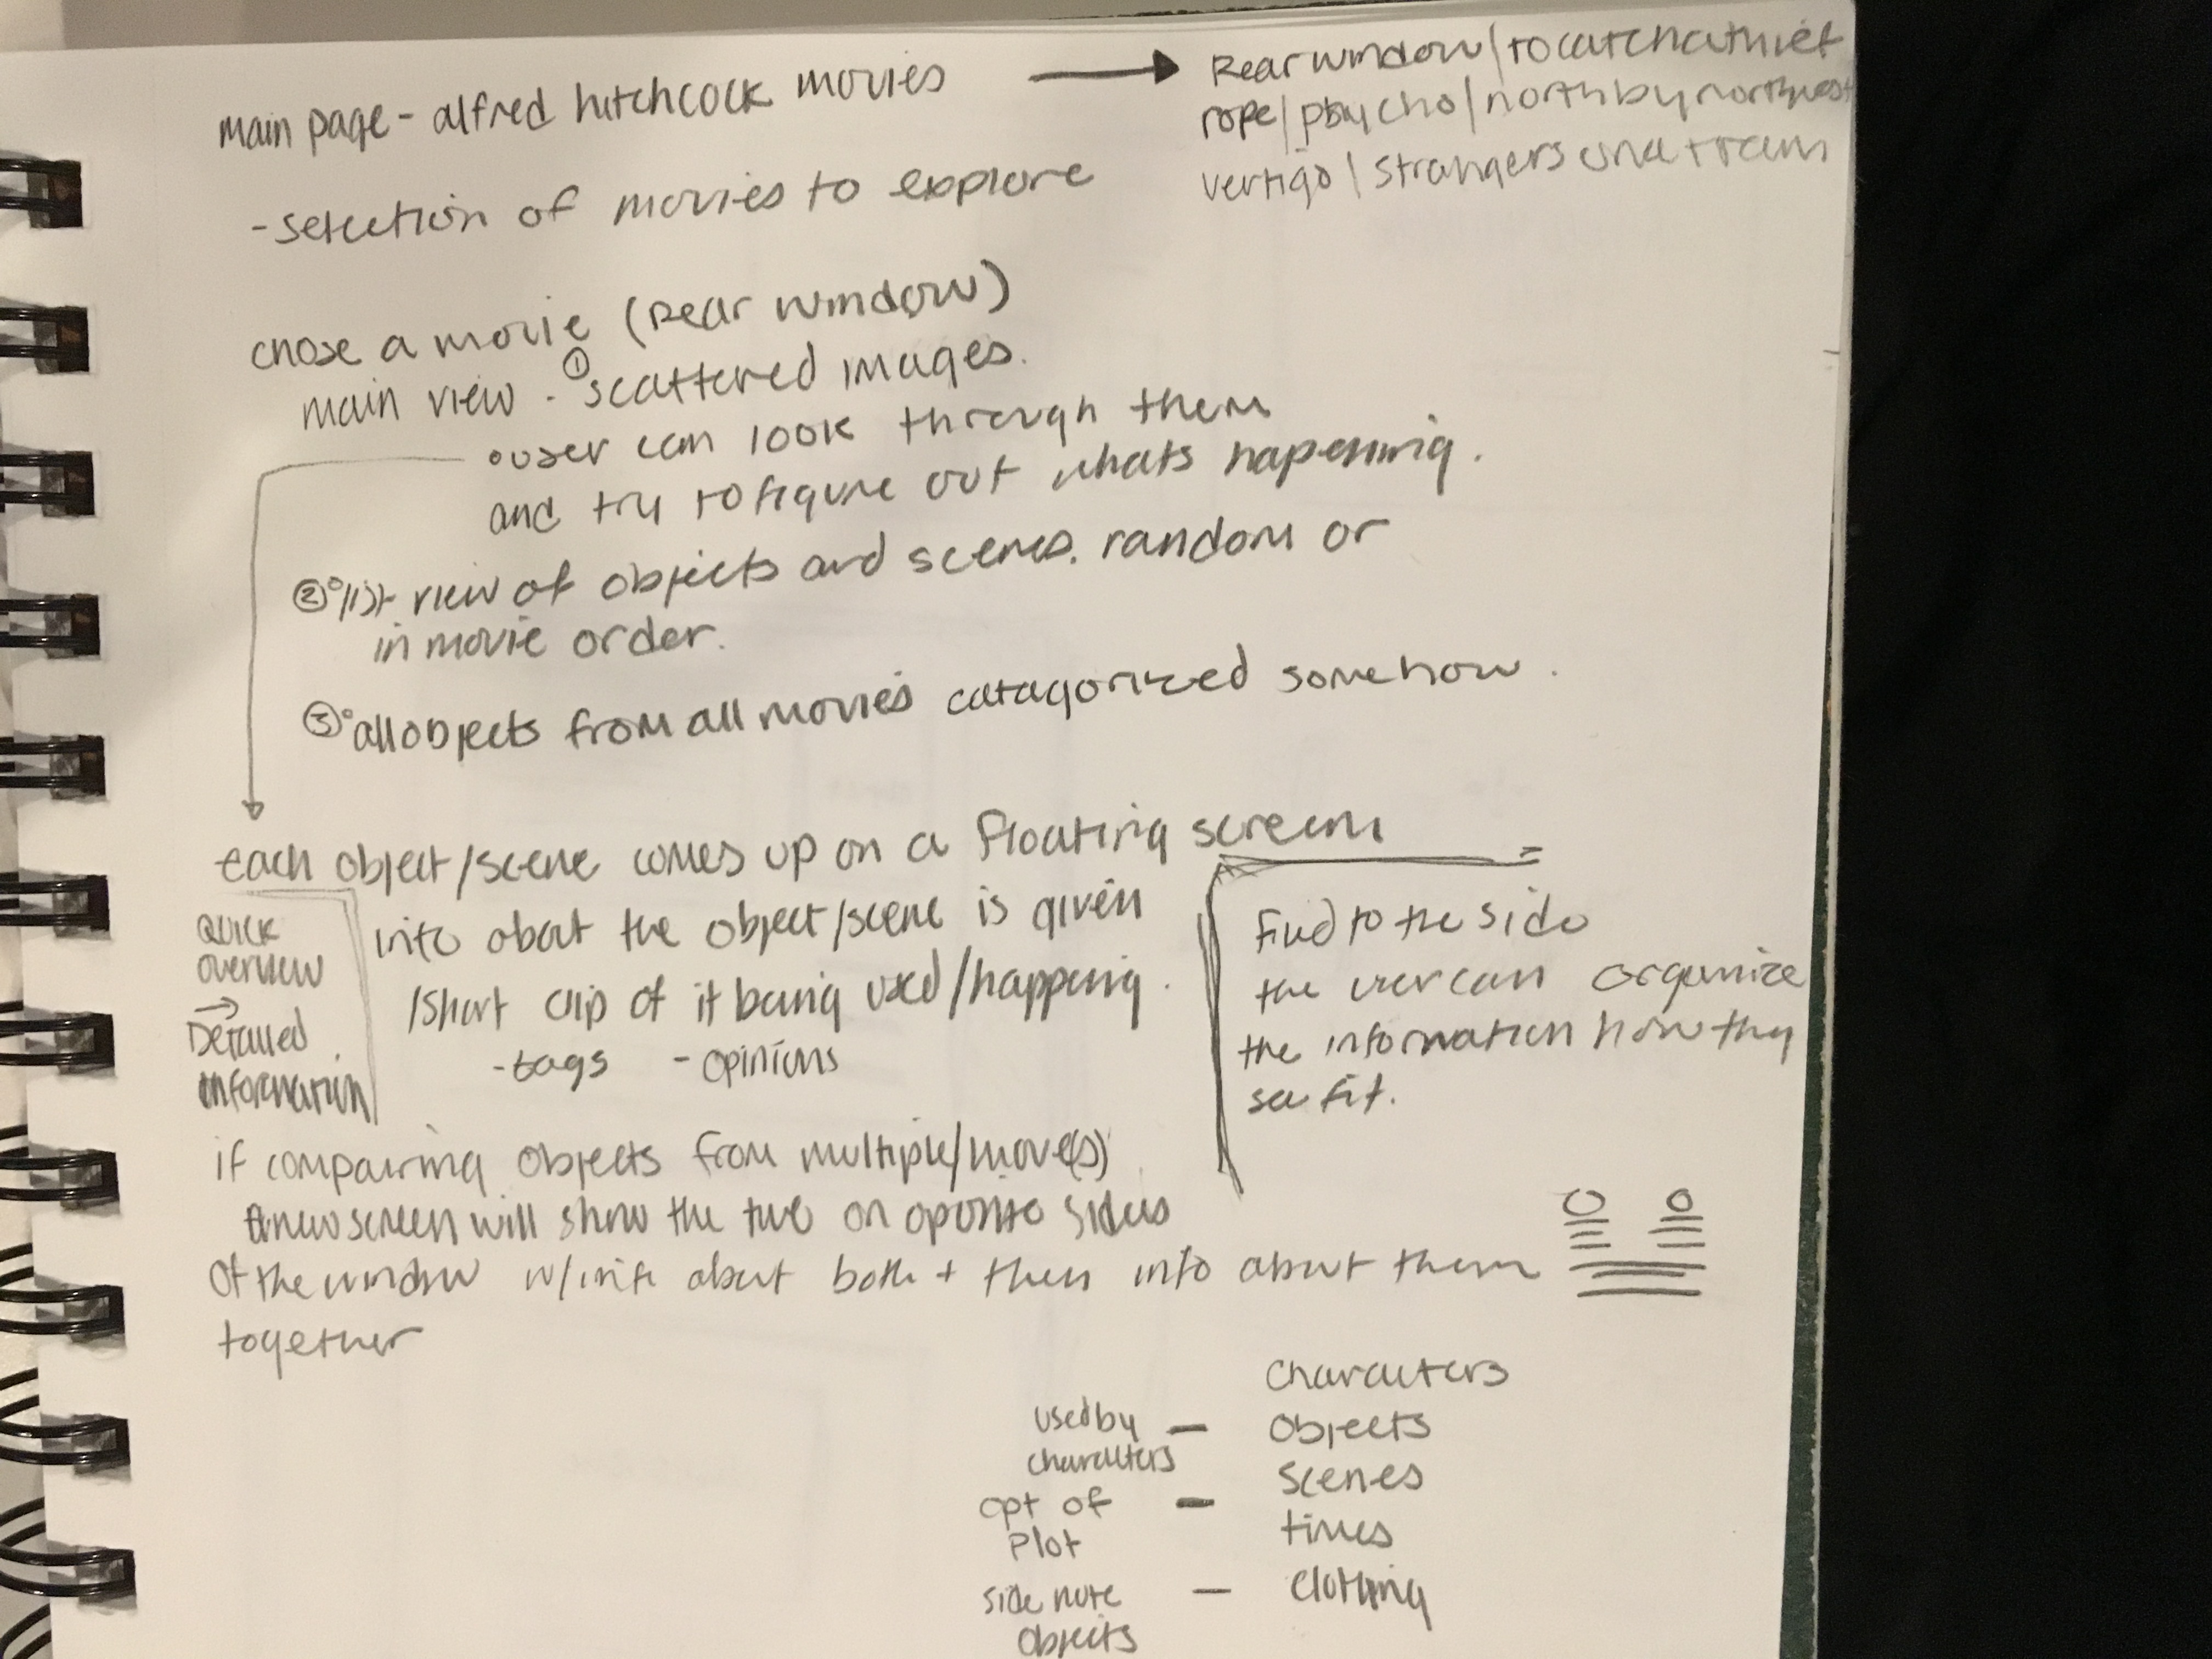 main page - alfred hitchcock movies
Rear window / to catch a thief
rope / psycho / north by northwest
vertigo / strangers on a train
- selection of movies to explore
chose a movie (rear window)
main view. ① scattered images.
user can look through them
and try to figure out whats happening.
② list view of objects and scenes. random or
in movie order.
③ all objects from all movies catagorized somehow.
each object/scene comes up on a floating screen
quick
overview
→
Detailed
information
into about the object/scene is given
/short clip of it being used/happening.
- tags - opinions
find to the side
the user can organize
the information how they
see fit.
if comparing objects from multiple movie(s)
screen will show the two on oposite sides
of the window w/info about both + then info about them
together
characters
used by
characters - objects
opt of
plot - scenes
times
side note
objects - clothing